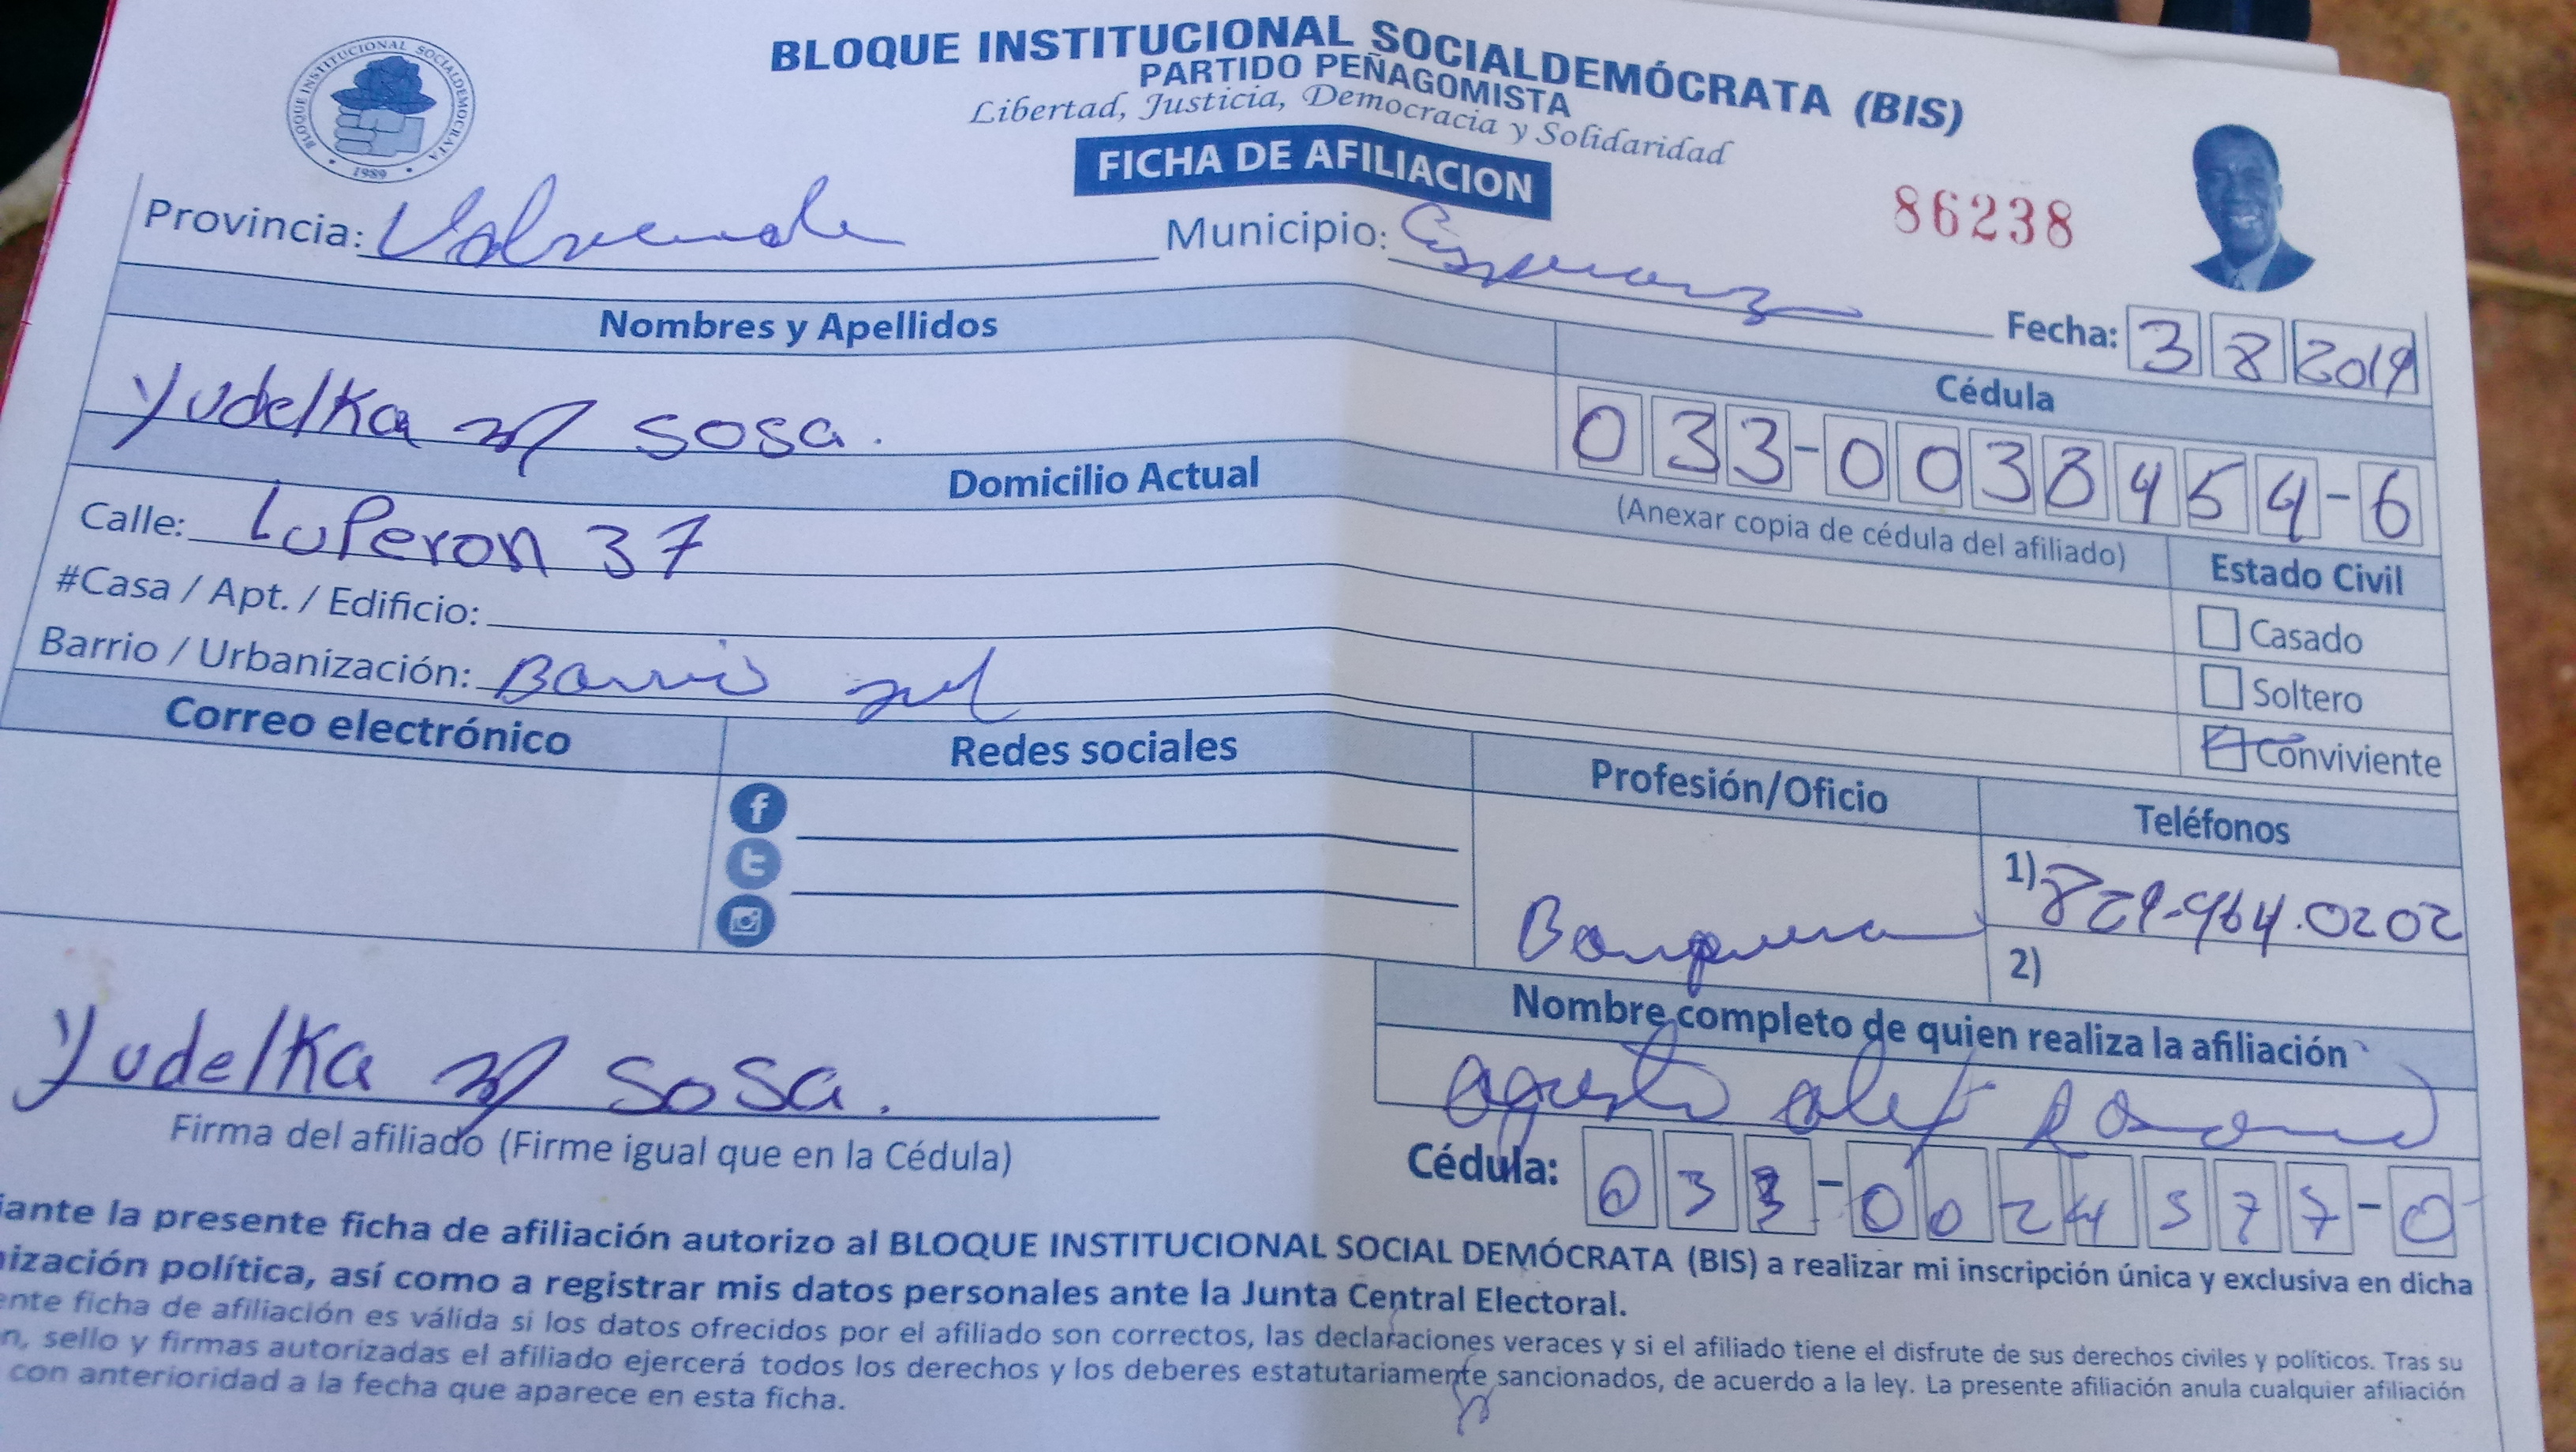 BLOQUE INSTITUCIONAL SOCIALDEMÓCRATA (BIS)
PARTIDO PEÑAGOMISTA
Libertad, Justicia, Democracia y Solidaridad
BLOQUE INSTITUCIONAL SOCIALDEMOCRATA
1989
FICHA DE AFILIACION
86238
Provincia: Valverde
Municipio: Esperanza
Fecha: 3 8 2019
Nombres y Apellidos
Cédula
Yudelka M Sosa.
033-0038454-6
(Anexar copia de cédula del afiliado)
Domicilio Actual
Calle: Luperon 37
#Casa / Apt. / Edificio:
Barrio / Urbanización: Barrio sul
Estado Civil
Casado
Soltero
Conviviente
Correo electrónico
Redes sociales
Profesión/Oficio
Teléfonos
Banquera
1) 829-964.0202
2)
Nombre completo de quien realiza la afiliación
Yudelka M Sosa.
Firma del afiliado (Firme igual que en la Cédula)
Cédula: 033-0024577-0
iante la presente ficha de afiliación autorizo al BLOQUE INSTITUCIONAL SOCIAL DEMÓCRATA (BIS) a realizar mi inscripción única y exclusiva en dicha
nización política, así como a registrar mis datos personales ante la Junta Central Electoral.
ente ficha de afiliación es válida si los datos ofrecidos por el afiliado son correctos, las declaraciones veraces y si el afiliado tiene el disfrute de sus derechos civiles y políticos. Tras su
n, sello y firmas autorizadas el afiliado ejercerá todos los derechos y los deberes estatutariamente sancionados, de acuerdo a la ley. La presente afiliación anula cualquier afiliación
con anterioridad a la fecha que aparece en esta ficha.